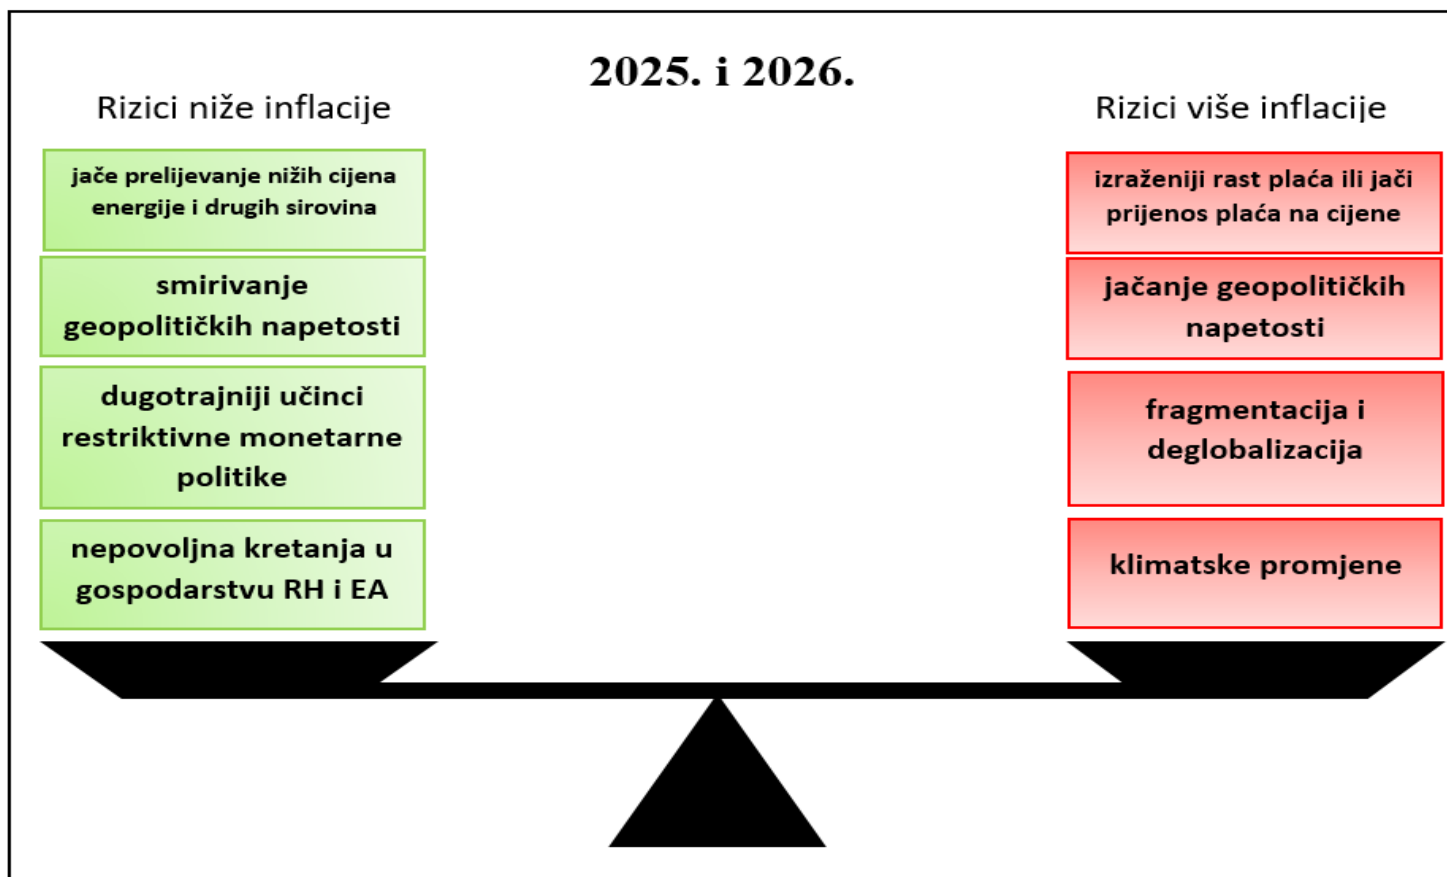 2025. i 2026.
Rizici niže inflacije
jače prelijevanje nižih cijena
energije i drugih sirovina
smirivanje
geopolitičkih napetosti
dugotrajniji učinci
restriktivne monetarne
politike
nepovoljna kretanja u
gospodarstvu RH i EA
Rizici više inflacije
izraženiji rast plaća ili jači
prijenos plaća na cijene
jačanje geopolitičkih
napetosti
fragmentacija i
deglobalizacija
klimatske promjene